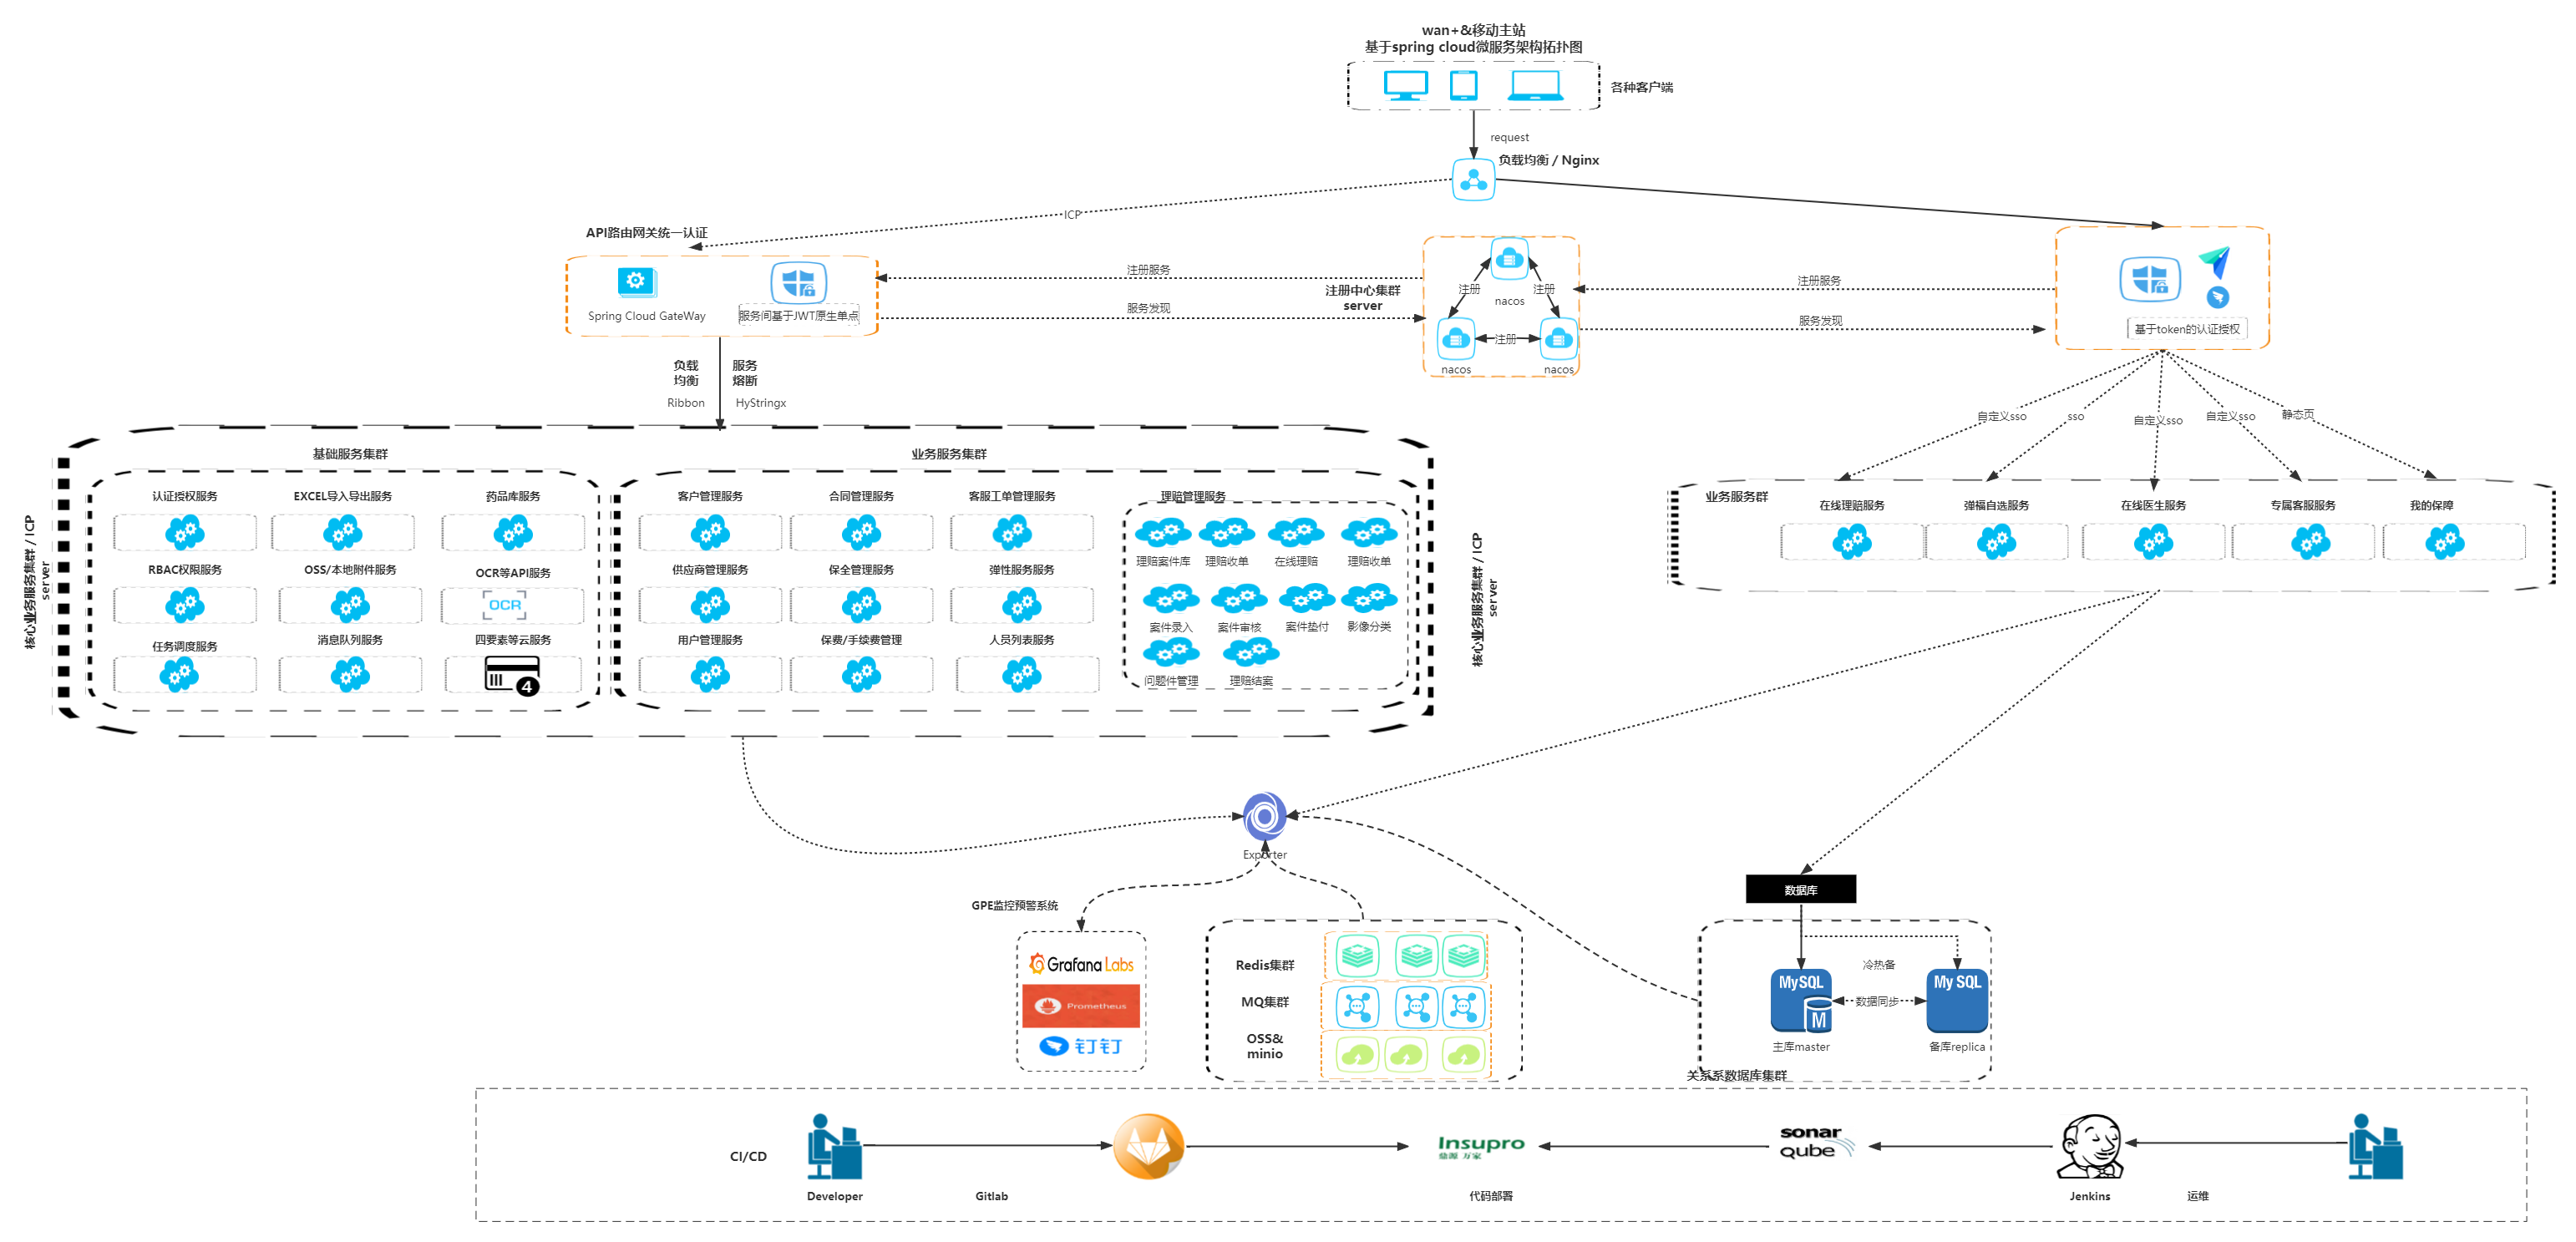 wan+&移动主站
基于spring cloud微服务架构拓扑图
各种客户端
request
负载均衡 / Nginx
ICP
API路由网关统一认证
Spring Cloud GateWay
服务间基于JWT原生单点
注册服务
服务发现
注册中心集群
server
nacos
注册
注册
注册
nacos
nacos
注册服务
服务发现
基于token的认证授权
负载
均衡
服务
熔断
Ribbon
HyStringx
自定义sso
sso
自定义sso
自定义sso
静态页
核心业务服务集群 / ICP
server
基础服务集群
认证授权服务
EXCEL导入导出服务
药品库服务
RBAC权限服务
OSS/本地附件服务
OCR等API服务
OCR
任务调度服务
消息队列服务
四要素等云服务
4
业务服务集群
客户管理服务
合同管理服务
客服工单管理服务
理赔管理服务
供应商管理服务
保全管理服务
弹性服务服务
用户管理服务
保费/手续费管理
人员列表服务
理赔案件库
理赔收单
在线理赔
理赔收单
案件录入
案件审核
案件垫付
影像分类
问题件管理
理赔结案
核心业务服务集群 / ICP
server
业务服务群
在线理赔服务
弹福自选服务
在线医生服务
专属客服服务
我的保障
Exporter
GPE监控预警系统
Grafana Labs
Prometheus
钉钉
Redis集群
MQ集群
OSS&
minio
数据库
冷热备
MySQL
M
My SQL
数据同步
主库master
备库replica
关系系数据库集群
CI/CD
Developer
Gitlab
Insupro
鼎源 万家
代码部署
sonar
qube
Jenkins
运维